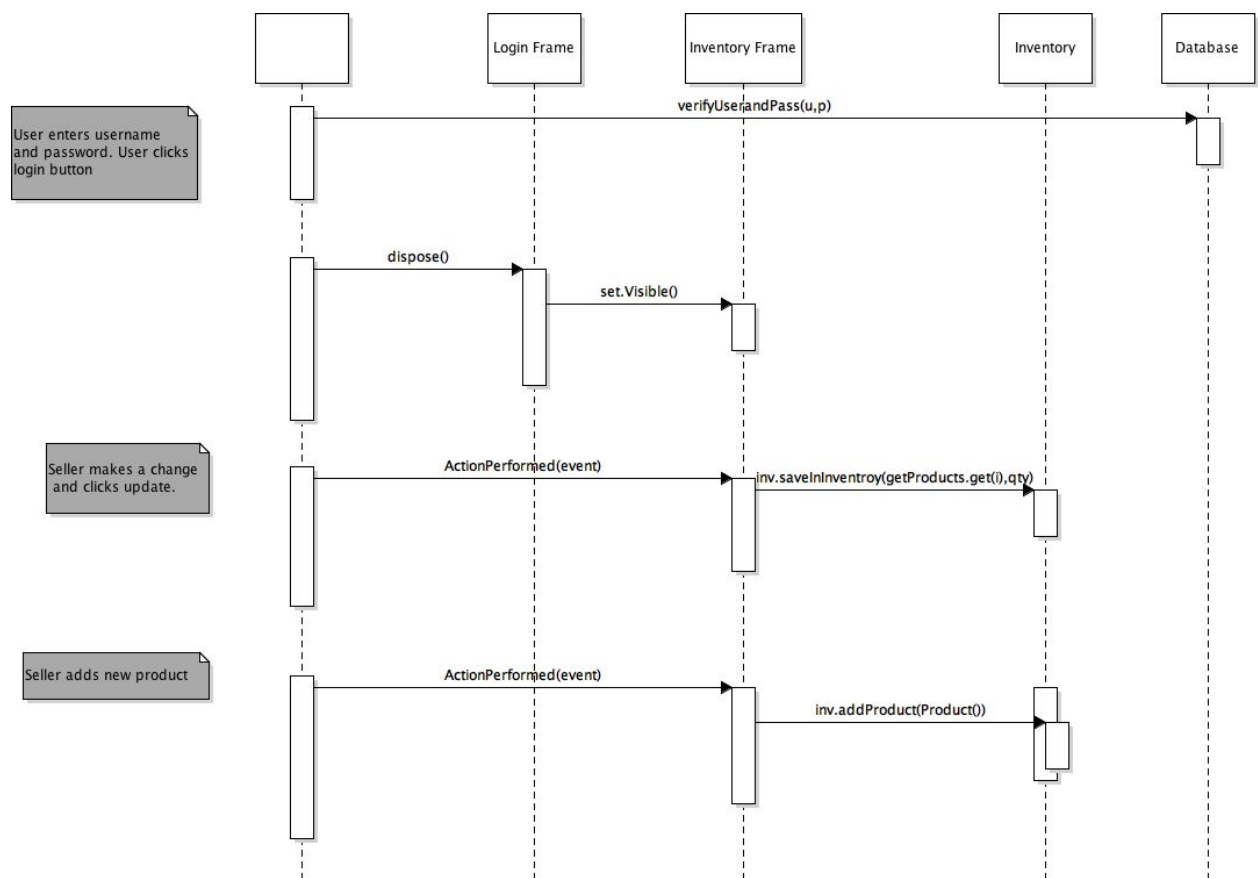 Login Frame
Inventory Frame
Inventory
Database
User enters username
and password. User clicks
login button
verifyUserandPass(u,p)
dispose()
set.Visible()
Seller makes a change
and clicks update.
ActionPerformed(event)
inv.saveInInventroy(getProducts.get(i),qty)
Seller adds new product
ActionPerformed(event)
inv.addProduct(Product())